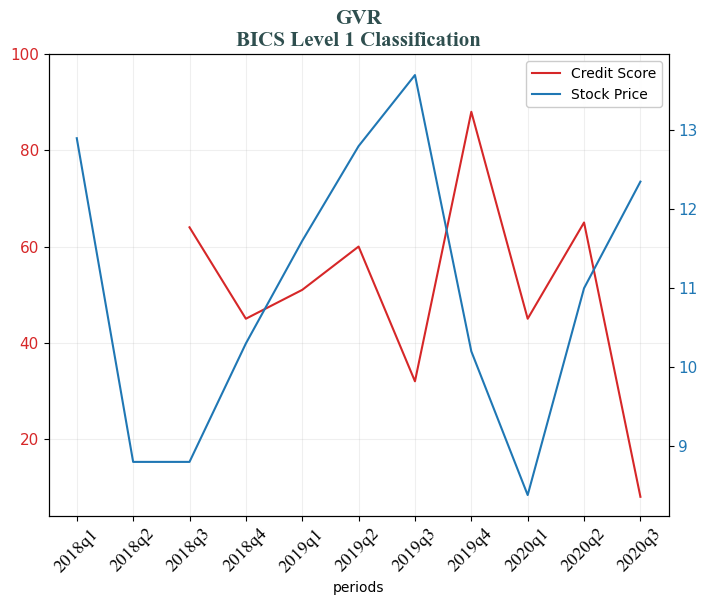 GVR
BICS Level 1 Classification
Credit Score
Stock Price
100
80
60
40
20
13
12
11
10
9
2018q1
2018q2
2018q3
2018q4
2019q1
2019q2
2019q3
2019q4
2020q1
2020q2
2020q3
periods